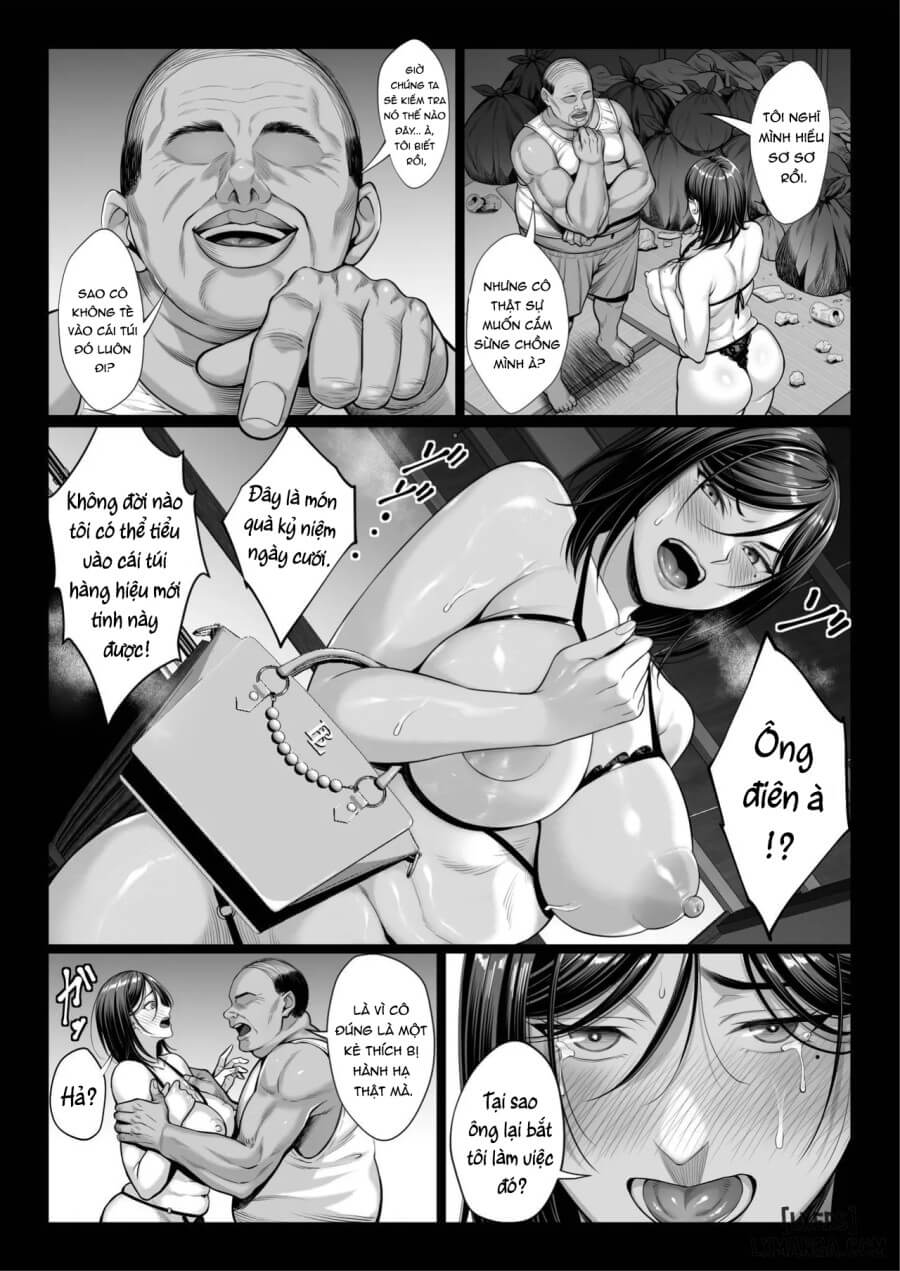 TÔI NGHĨ
MÌNH HIỂU
SƠ SƠ
RỒI.
NHƯNG CÔ
THẬT SỰ
MUỐN CẮM
SỪNG CHỒNG
MÌNH À?
GIỜ
CHÚNG TA
SẼ KIỂM TRA
NÓ THẾ NÀO
ĐÂY... À,
TÔI BIẾT
RỒI,
SAO CÔ
KHÔNG TÈ
VÀO CÁI TÚI
ĐÓ LUÔN
ĐI?
Ông
điên à
!?
Đây là món
quà kỷ niệm
ngày cưới.
Không đời nào
tôi có thể tiểu
vào cái túi
hàng hiệu mới
tinh này
được!
Tại sao
ông lại bắt
tôi làm việc
đó?
LÀ VÌ CÔ
ĐÚNG LÀ MỘT
KẺ THÍCH BỊ
HÀNH HẠ
THẬT MÀ.
Hả?
LXMANGA.COM